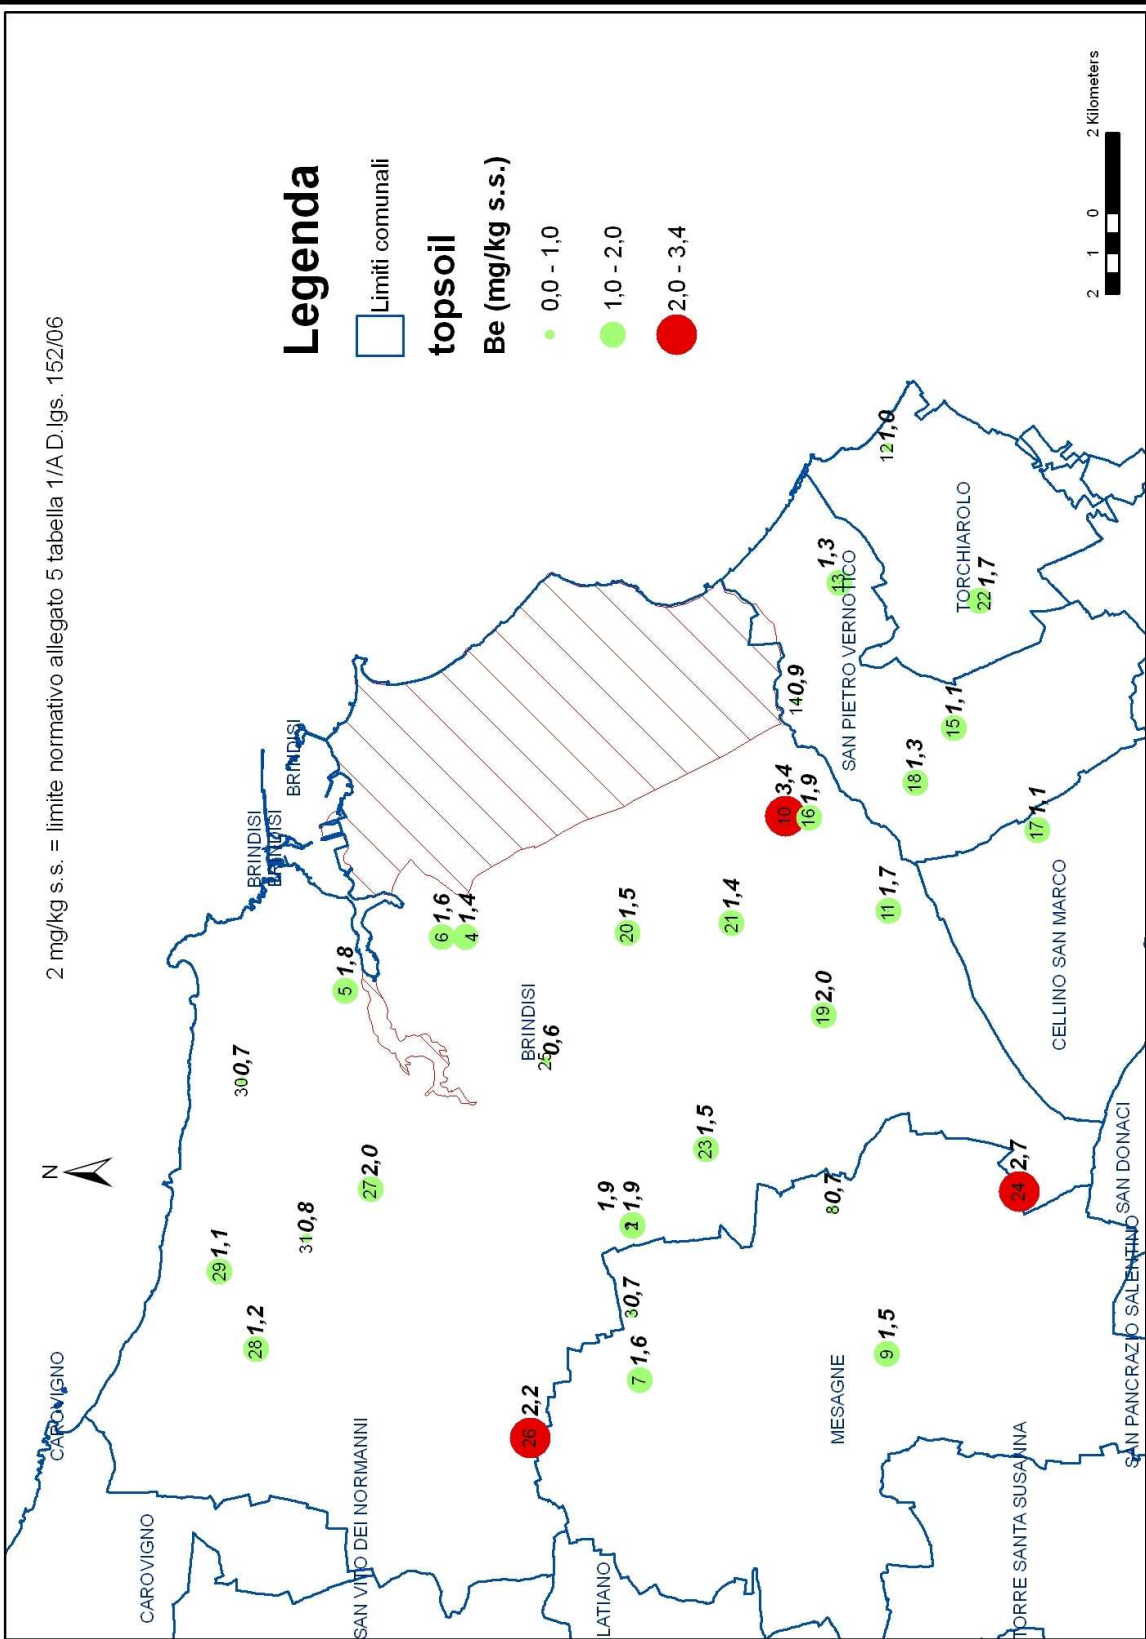 2 mg/kg s.s. = limite normativo allegato 5 tabella 1/A D.lgs. 152/06
N
Legenda
Limiti comunali
topsoil
Be (mg/kg s.s.)
0,0 - 1,0
1,0 - 2,0
2,0 - 3,4
2 1 0 2 Kilometers
CAROVIGNO
CAROVIGNO
SAN VITO DEI NORMANNI
LATIANO
TORRE SANTA SUSANNA
SAN PANCRAZIO SALENTINO
SAN DONACI
MESAGNE
CELLINO SAN MARCO
BRINDISI
BRINDISI
BRINDISI
BRINDISI
SAN PIETRO VERNOTICO
TORCHIAROLO
28 1,2
29 1,1
31 0,8
27 2,0
30 0,7
5 1,8
6 1,6
4 1,4
25 0,6
26 2,2
7 1,6
3 0,7
1,9
2 1,9
23 1,5
20 1,5
21 1,4
19 2,0
8 0,7
9 1,5
24 2,7
10 3,4
16 1,9
11 1,7
14 0,9
13 1,3
12 1,0
18 1,3
15 1,1
22 1,7
17 1,1